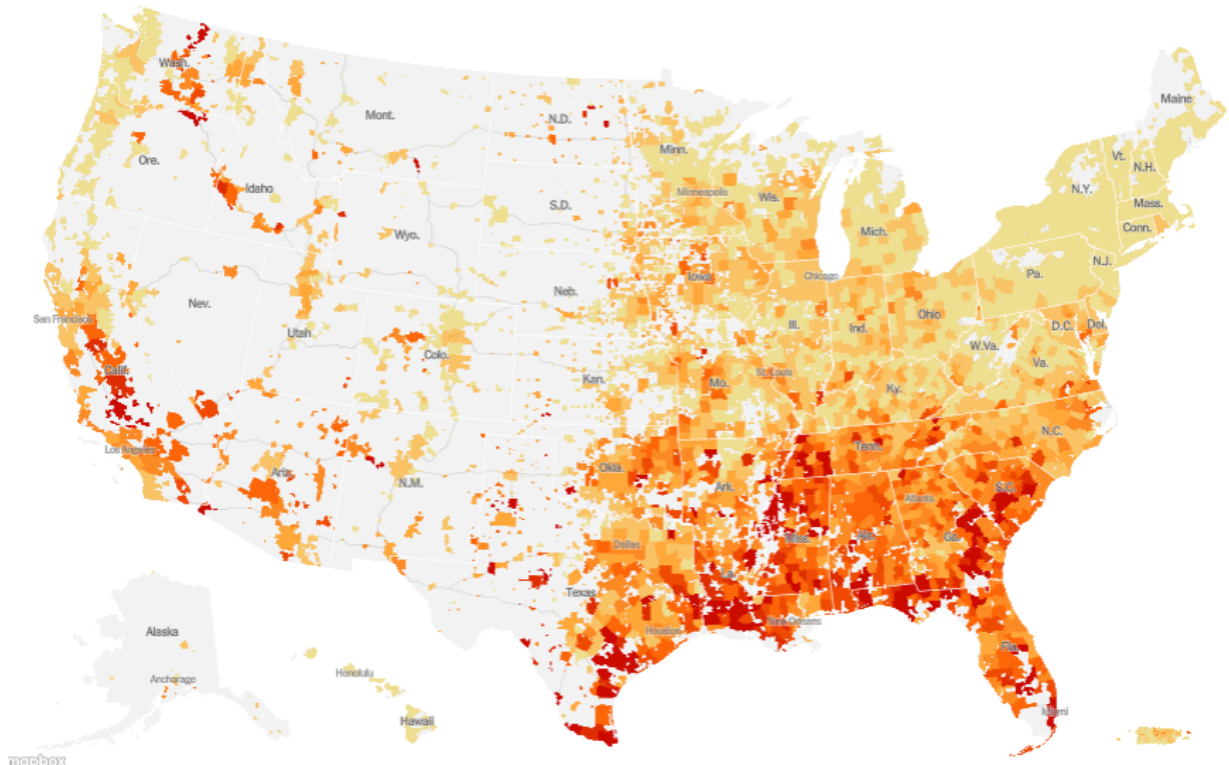 Wash.
Mont.
N.D.
Minn.
Maine
Vt.
N.H.
Ore.
Idaho
S.D.
Minneapolis
Wis.
N.Y.
Mass.
Wyo.
Mich.
Conn.
Iowa
Chicago
Pa.
N.J.
Nev.
Neb.
San Francisco
Utah
Colo.
Ill.
Ind.
Ohio
D.C.
Del.
W.Va.
Va.
Calif.
Kan.
Mo.
St. Louis
Ky.
Los Angeles
Ariz.
N.M.
Okla.
Ark.
Tenn.
N.C.
S.C.
Atlanta
Dallas
Miss.
Ala.
Ga.
Texas
La.
Houston
New Orleans
Fla.
Miami
Alaska
Anchorage
Honolulu
Hawaii
mapbox